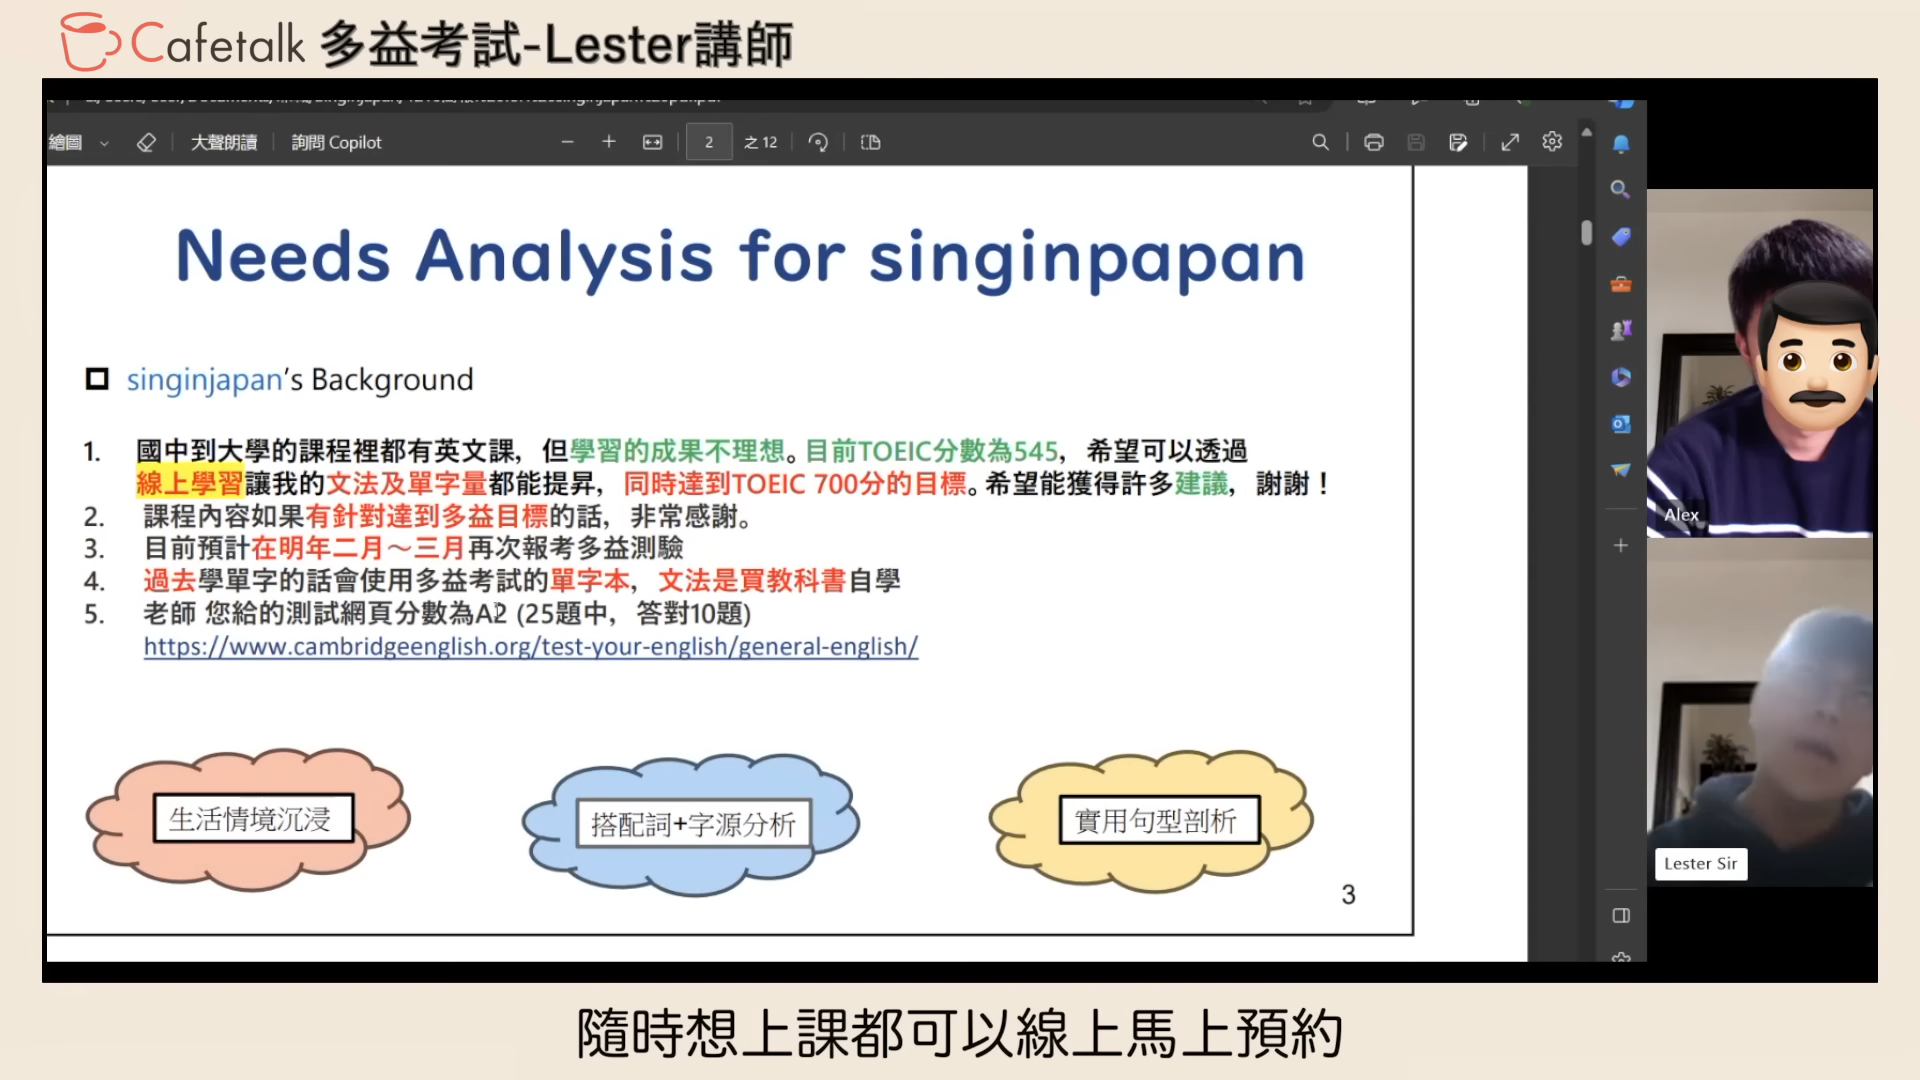 Cafetalk 多益考試-Lester講師
繪圖 大聲朗讀 詢問 Copilot 2 之 12
Needs Analysis for singinpapan
singinjapan's Background
1. 國中到大學的課程裡都有英文課，但學習的成果不理想。目前TOEIC分數為545，希望可以透過
線上學習讓我的文法及單字量都能提昇，同時達到TOEIC 700分的目標。希望能獲得許多建議，謝謝！
2. 課程內容如果有針對達到多益目標的話，非常感謝。
3. 目前預計在明年二月～三月再次報考多益測驗
4. 過去學單字的話會使用多益考試的單字本，文法是買教科書自學
5. 老師 您給的測試網頁分數為A2 (25題中，答對10題)
https://www.cambridgeenglish.org/test-your-english/general-english/
生活情境沉浸
搭配詞+字源分析
實用句型剖析
3
Alex
Lester Sir
隨時想上課都可以線上馬上預約